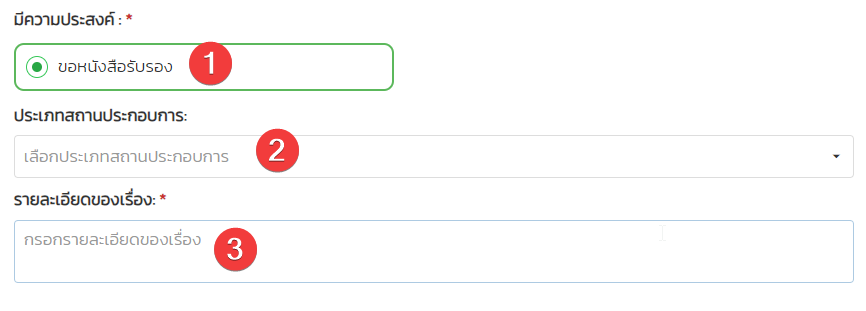 มีความประสงค์ : *
ขอหนังสือรับรอง 1
ประเภทสถานประกอบการ:
เลือกประเภทสถานประกอบการ 2
รายละเอียดของเรื่อง: *
กรอกรายละเอียดของเรื่อง 3